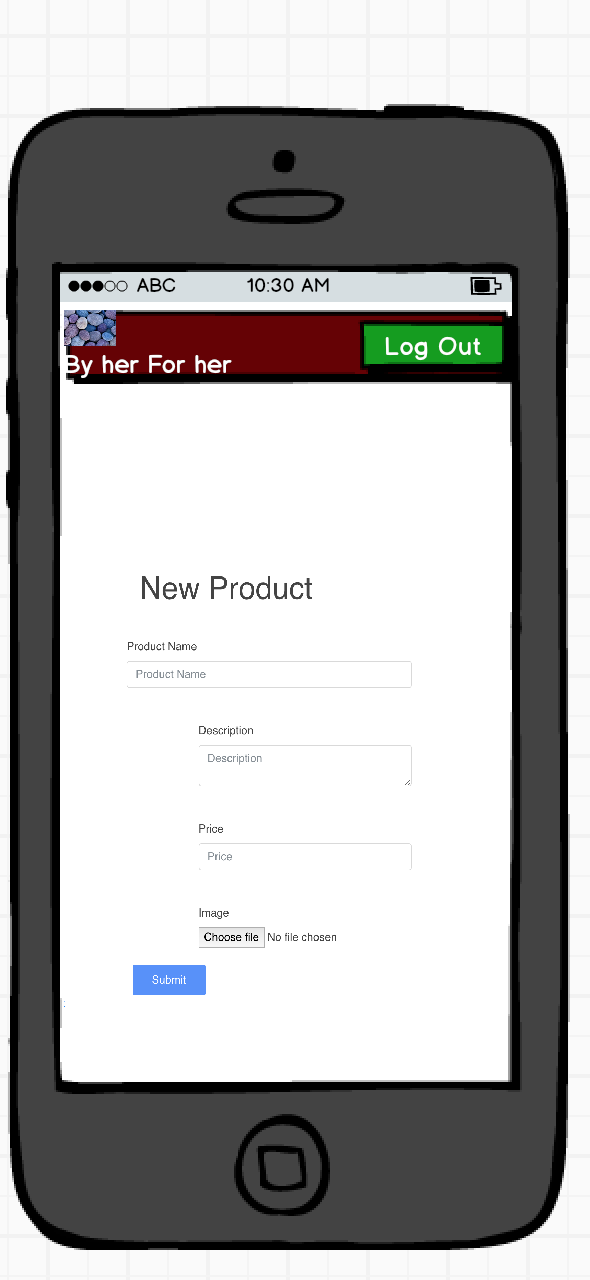 ABC 10:30 AM
Log Out
By her For her
New Product
Product Name
Product Name
Description
Description
Price
Price
Image
Choose file No file chosen
Submit